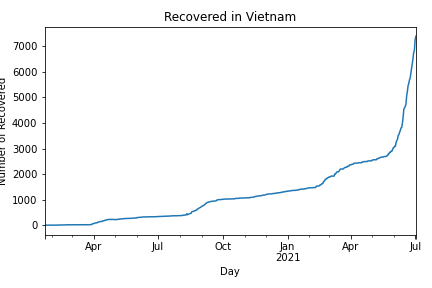 Recovered in Vietnam
Number of Recovered
7000
6000
5000
4000
3000
2000
1000
0
Apr
Jul
Oct
Jan
2021
Apr
Jul
Day